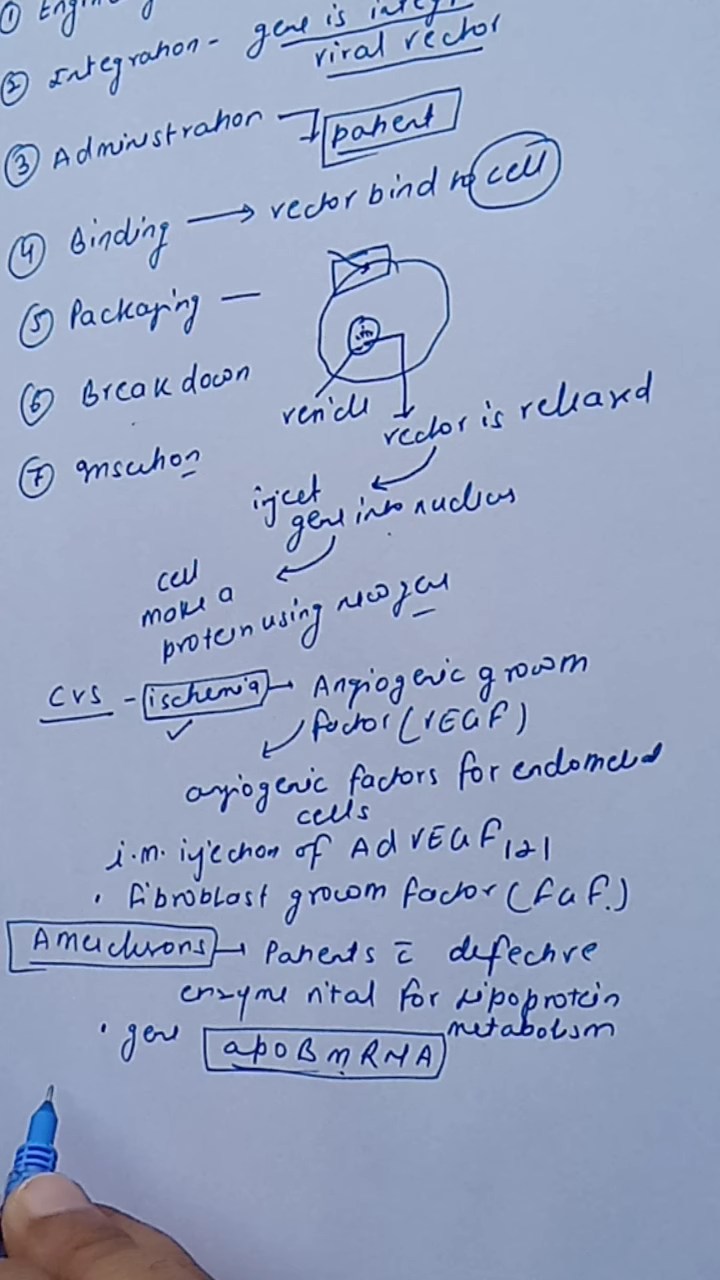 ① Eng
② Integration - gene is integ
viral vector
③ Administration → patient
④ Binding → vector bind to cell
⑤ Packaging -
⑥ Breakdown
vesicle
vector is released
⑦ Insertion
inject
gene into nucleus
cell
make a
protein using new gene
CVS - ischemia → Angiogenic growth
factor (VEGF)
angiogenic factors for endothelial
cells
i.m. injection of Ad VEGF121
• Fibroblast growth factor (FGF.)
→ Patients c̄ defective
enzyme vital for lipoprotein
metabolism
• gene apoB mRNA